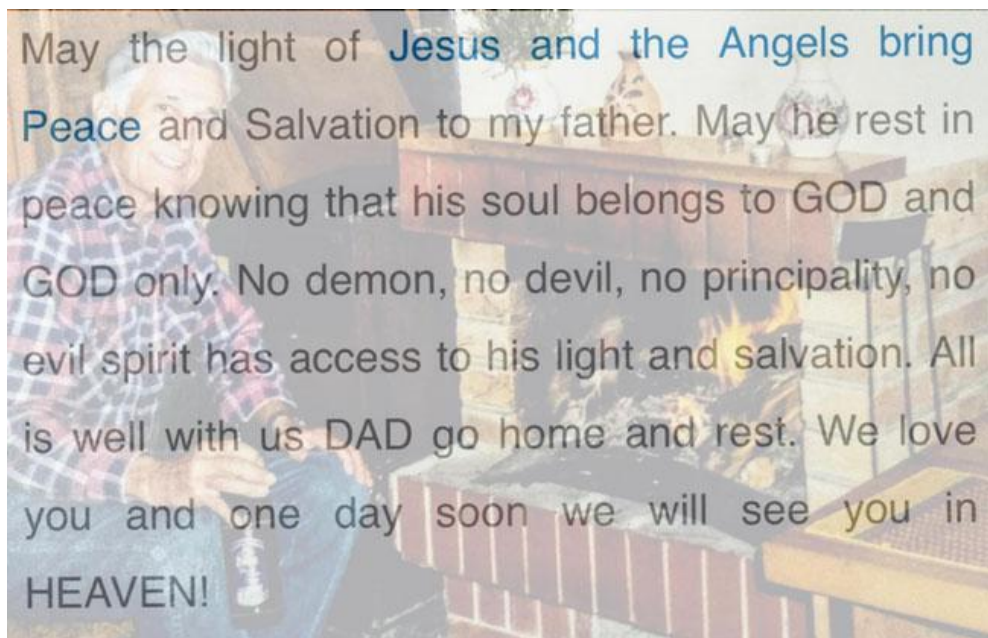 May the light of Jesus and the Angels bring
Peace and Salvation to my father. May he rest in
peace knowing that his soul belongs to GOD and
GOD only. No demon, no devil, no principality, no
evil spirit has access to his light and salvation. All
is well with us DAD go home and rest. We love
you and one day soon we will see you in
HEAVEN!